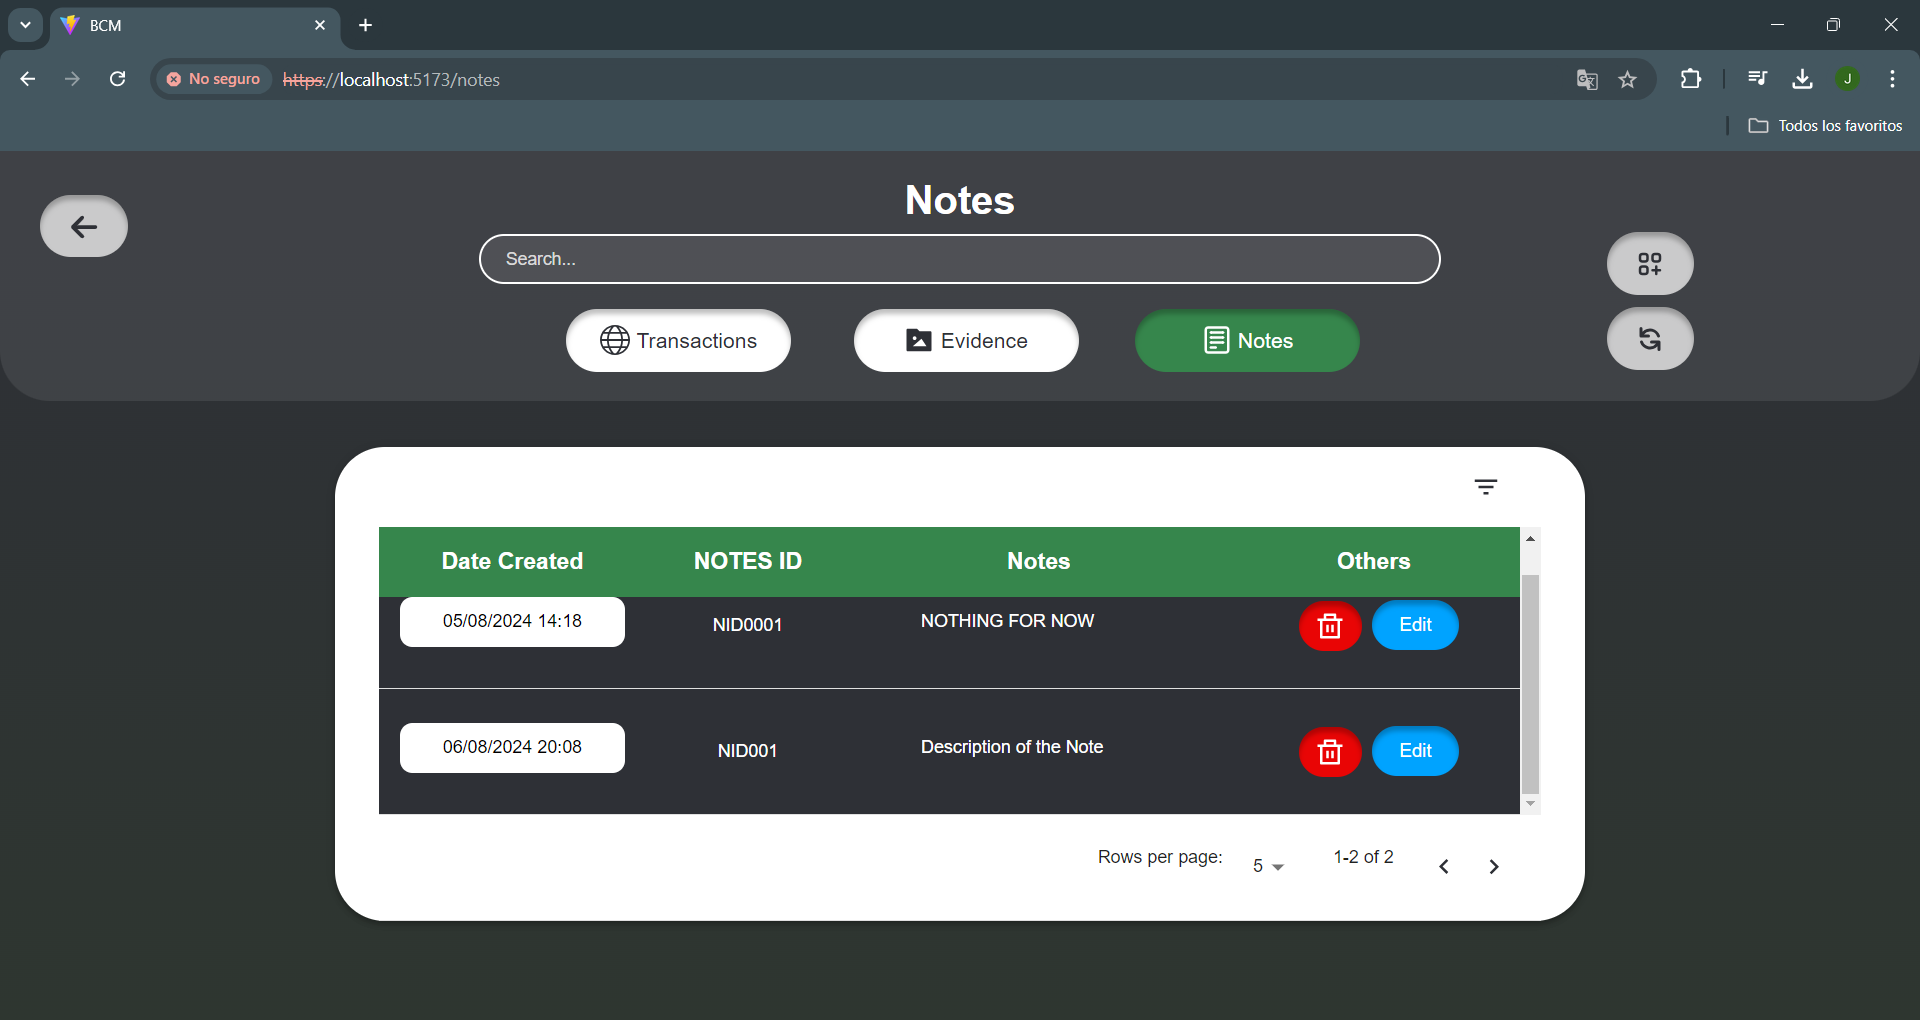 BCM
No seguro
https://localhost:5173/notes
J
Todos los favoritos
Notes
Search...
Transactions
Evidence
Notes
Date Created NOTES ID Notes Others
05/08/2024 14:18 NID0001 NOTHING FOR NOW Edit
06/08/2024 20:08 NID001 Description of the Note Edit
Rows per page: 5 1-2 of 2